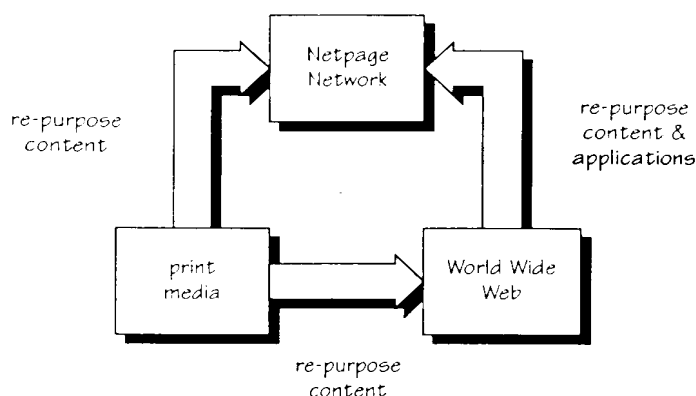 Netpage
Network
re-purpose
content
re-purpose
content &
applications
print
media
World Wide
Web
re-purpose
content